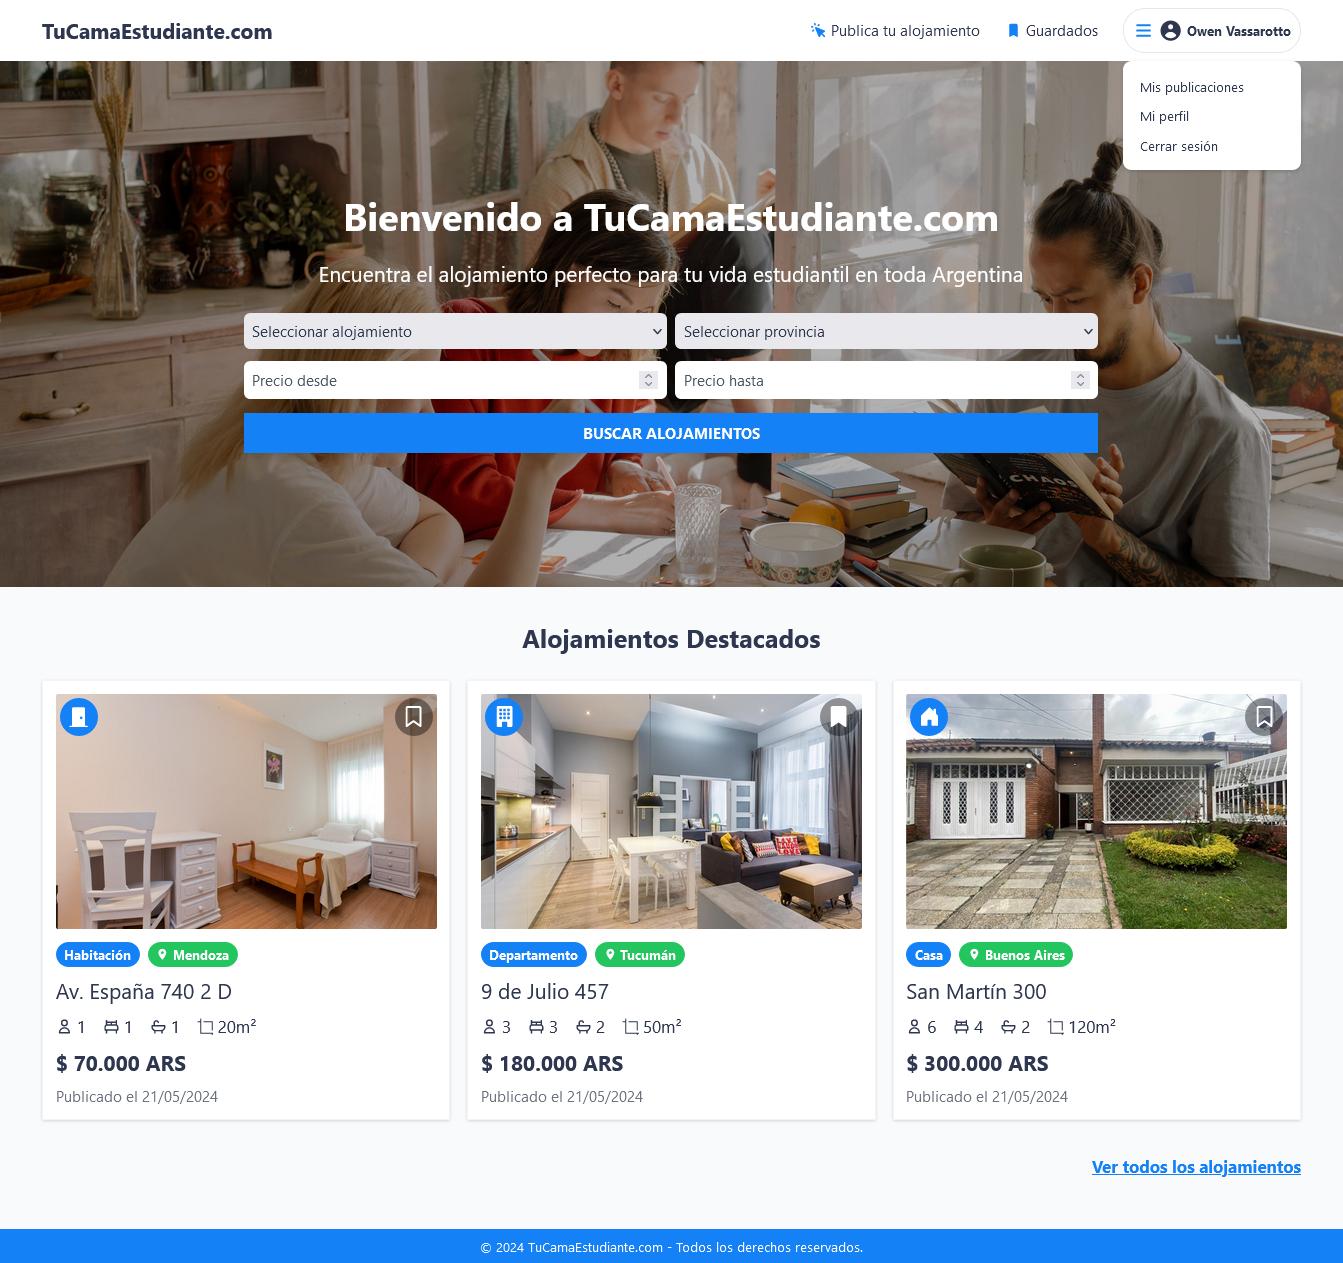 TuCamaEstudiante.com
Publica tu alojamiento
Guardados
Owen Vassarotto
Mis publicaciones
Mi perfil
Cerrar sesión
Bienvenido a TuCamaEstudiante.com
Encuentra el alojamiento perfecto para tu vida estudiantil en toda Argentina
Seleccionar alojamiento
Seleccionar provincia
Precio desde
Precio hasta
BUSCAR ALOJAMIENTOS
CHAOS
Alojamientos Destacados
Habitación
Mendoza
Av. España 740 2 D
1 1 1 20m²
$ 70.000 ARS
Publicado el 21/05/2024
Departamento
Tucumán
9 de Julio 457
3 3 2 50m²
$ 180.000 ARS
Publicado el 21/05/2024
Casa
Buenos Aires
San Martín 300
6 4 2 120m²
$ 300.000 ARS
Publicado el 21/05/2024
Ver todos los alojamientos
© 2024 TuCamaEstudiante.com - Todos los derechos reservados.